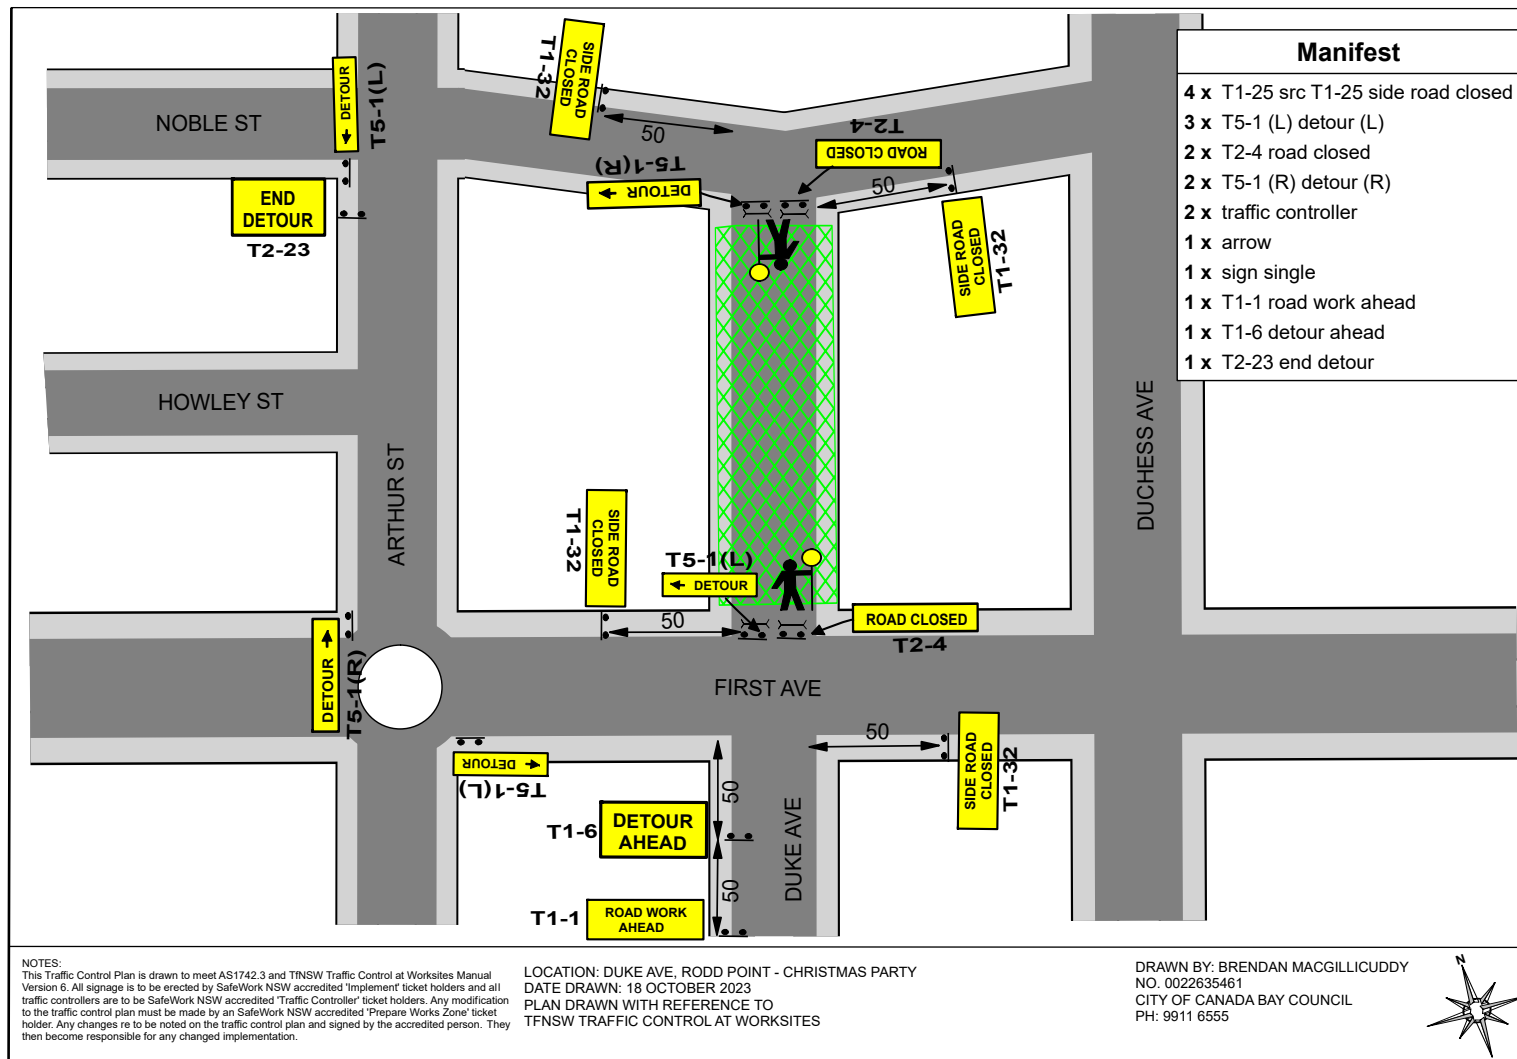 Manifest
4 x T1-25 src T1-25 side road closed
3 x T5-1 (L) detour (L)
2 x T2-4 road closed
2 x T5-1 (R) detour (R)
2 x traffic controller
1 x arrow
1 x sign single
1 x T1-1 road work ahead
1 x T1-6 detour ahead
1 x T2-23 end detour
SIDE ROAD
CLOSED
T1-32
DETOUR
T5-1(L)
NOBLE ST
50
T2-4
ROAD CLOSED
T5-1(R)
DETOUR
50
END
DETOUR
T2-23
SIDE ROAD
CLOSED
T1-32
HOWLEY ST
ARTHUR ST
DUCHESS AVE
SIDE ROAD
CLOSED
T1-32
T5-1(L)
DETOUR
50
ROAD CLOSED
T2-4
DETOUR
T5-1(R)
FIRST AVE
50
SIDE ROAD
CLOSED
T1-32
DETOUR
T5-1(L)
50
T1-6
DETOUR
AHEAD
DUKE AVE
50
T1-1
ROAD WORK
AHEAD
NOTES:
This Traffic Control Plan is drawn to meet AS1742.3 and TfNSW Traffic Control at Worksites Manual
Version 6. All signage is to be erected by SafeWork NSW accredited 'Implement' ticket holders and all
traffic controllers are to be SafeWork NSW accredited 'Traffic Controller' ticket holders. Any modification
to the traffic control plan must be made by an SafeWork NSW accredited 'Prepare Works Zone' ticket
holder. Any changes re to be noted on the traffic control plan and signed by the accredited person. They
then become responsible for any changed implementation.
LOCATION: DUKE AVE, RODD POINT - CHRISTMAS PARTY
DATE DRAWN: 18 OCTOBER 2023
PLAN DRAWN WITH REFERENCE TO
TFNSW TRAFFIC CONTROL AT WORKSITES
DRAWN BY: BRENDAN MACGILLICUDDY
NO. 0022635461
CITY OF CANADA BAY COUNCIL
PH: 9911 6555
N